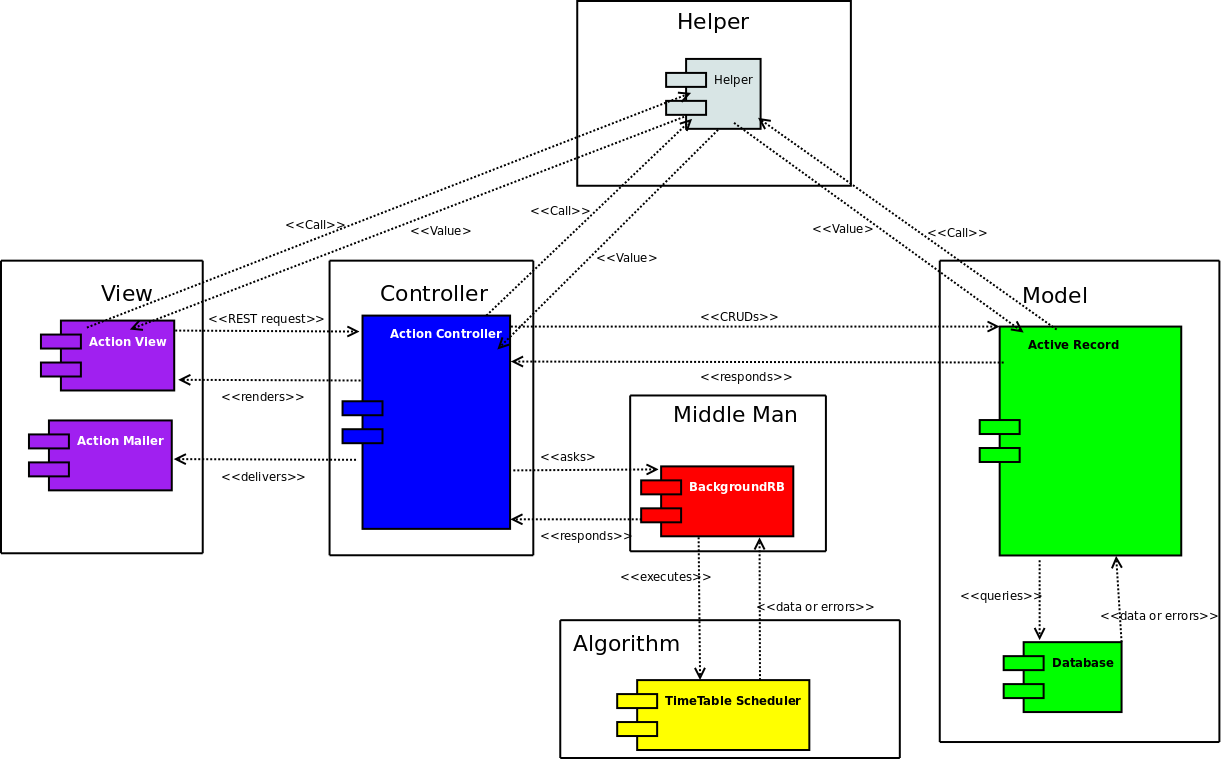 Helper
Helper
<<Call>>
<<Value>
<<Call>>
<<Value>
<<Value>
<<Call>>
View
Controller
Model
<<REST request>>
<<CRUDs>>
Action View
Action Controller
Active Record
<<renders>>
<<responds>>
Middle Man
Action Mailer
<<delivers>>
<<asks>
BackgroundRB
<<responds>>
<<executes>>
<<data or errors>>
<<queries>>
<<data or errors>>
Algorithm
Database
TimeTable Scheduler